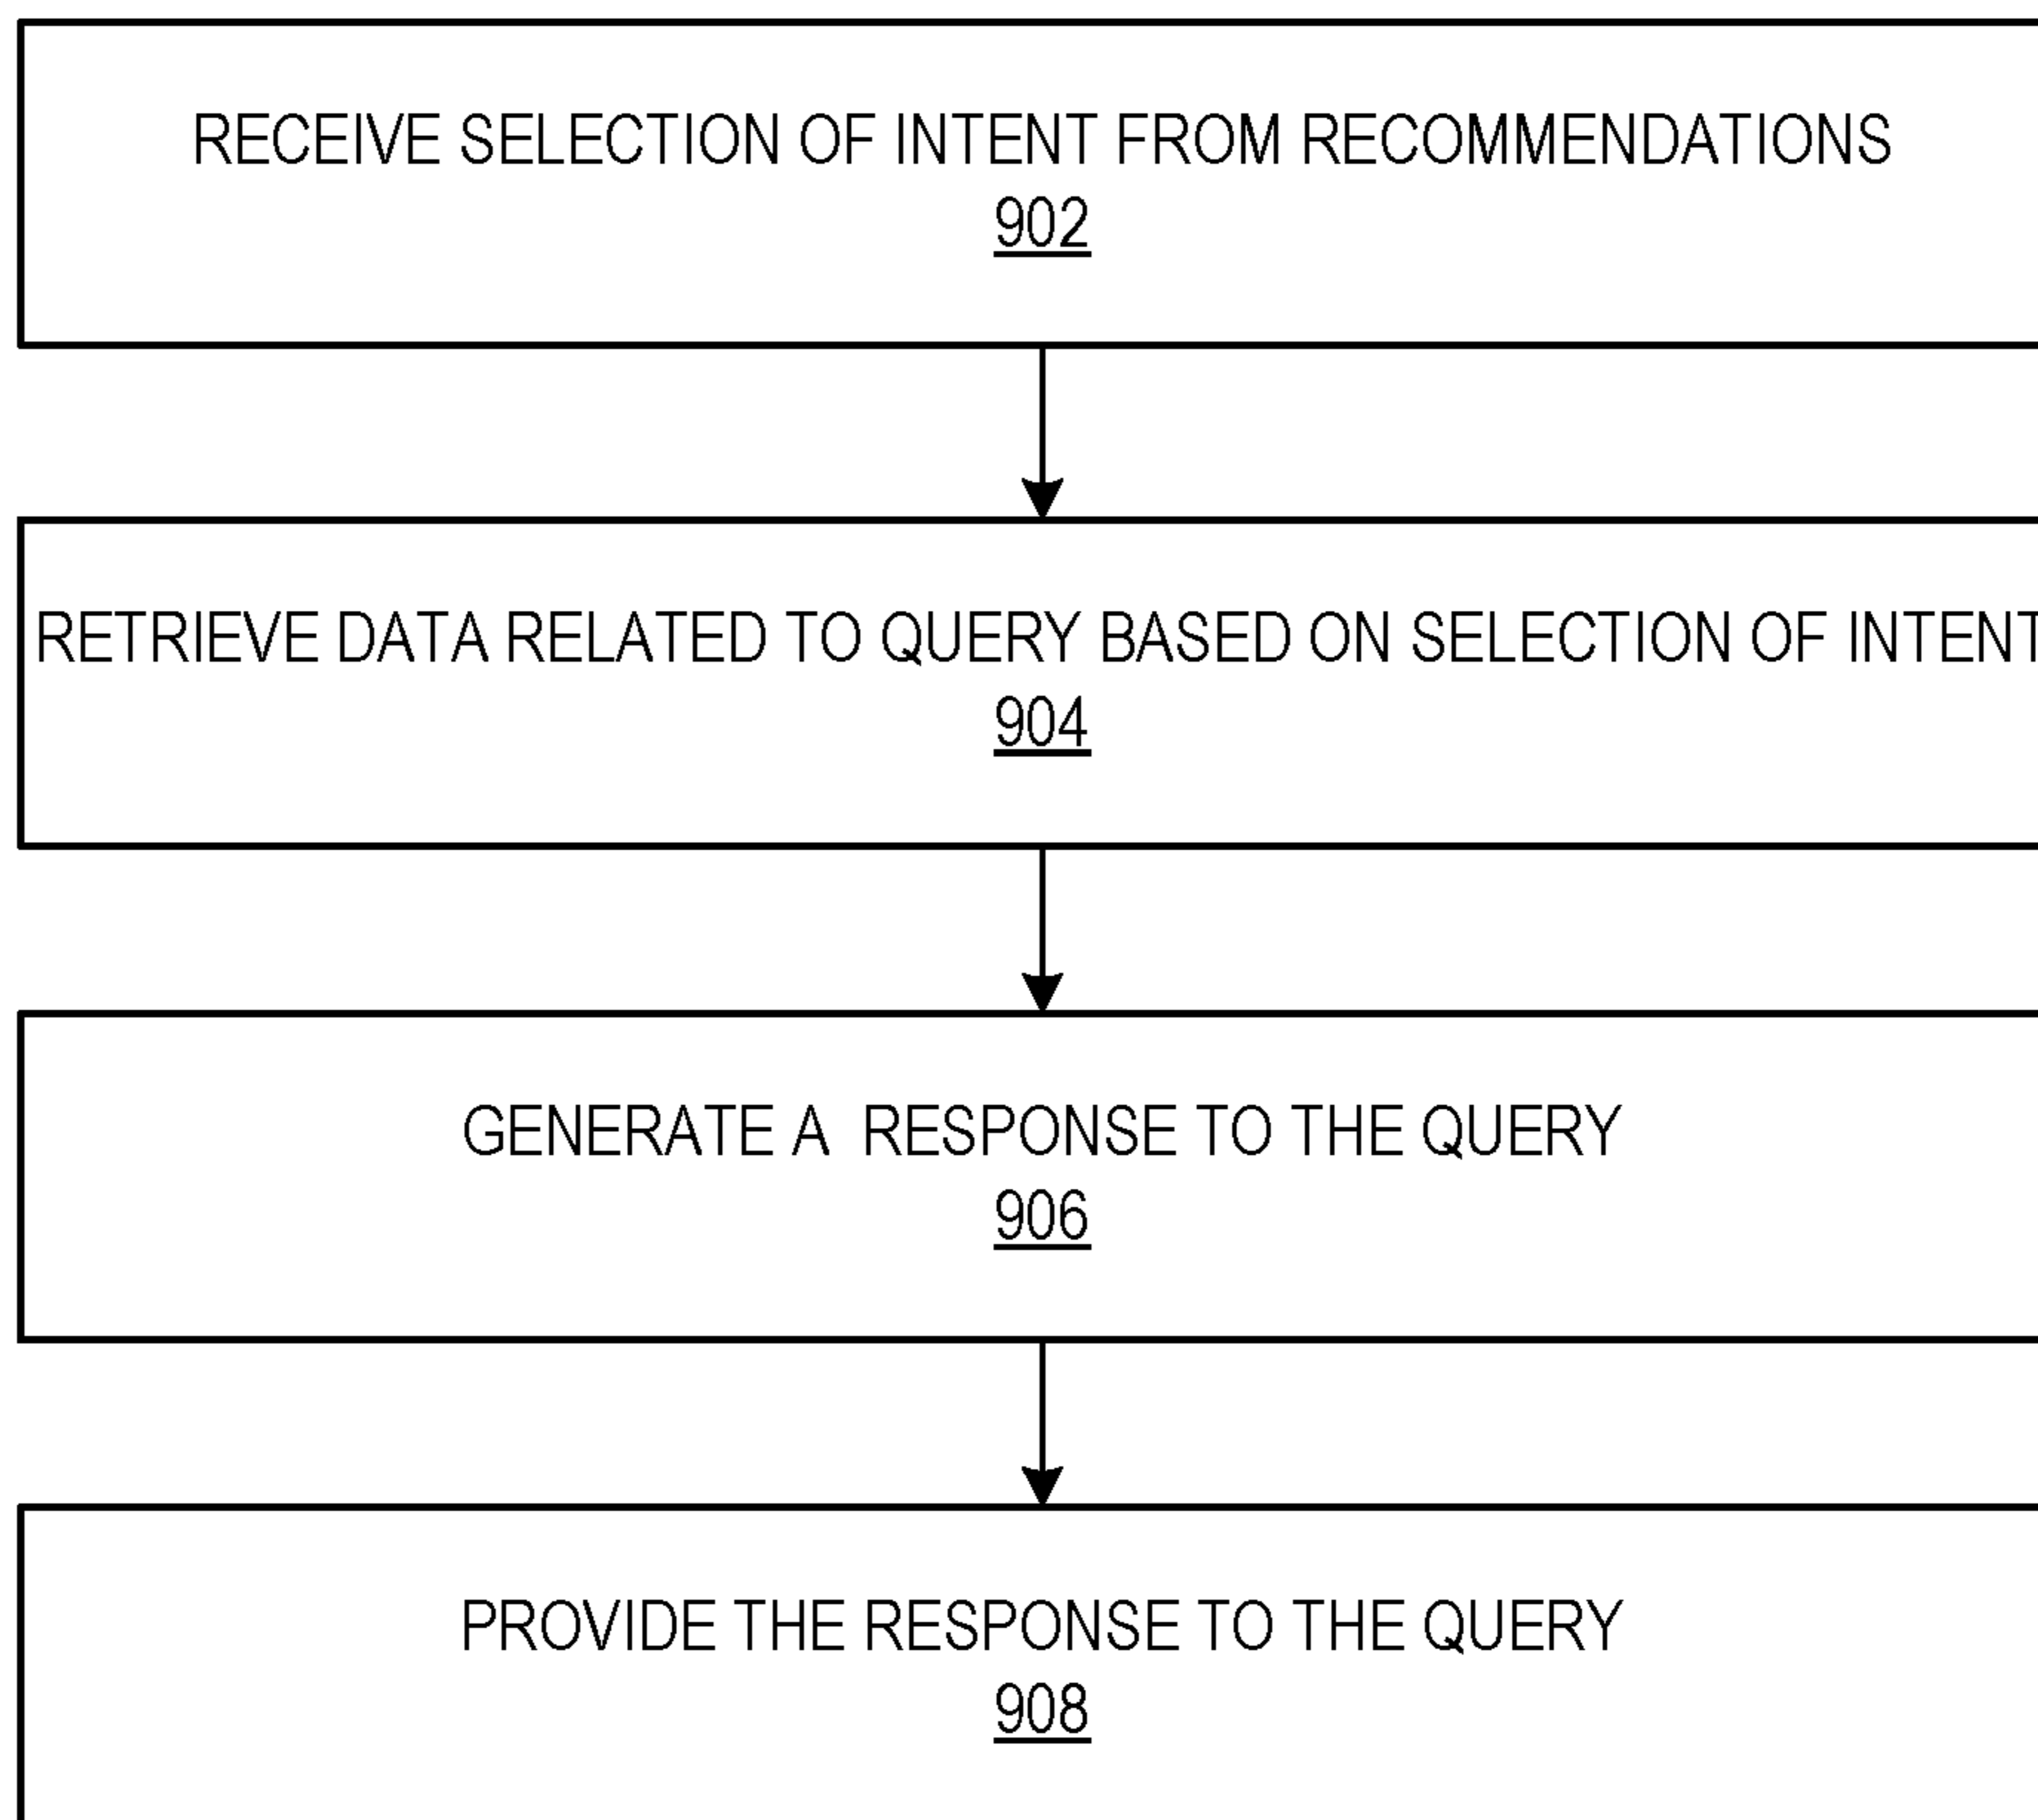 RECEIVE SELECTION OF INTENT FROM RECOMMENDATIONS
902
RETRIEVE DATA RELATED TO QUERY BASED ON SELECTION OF INTENT
904
GENERATE A RESPONSE TO THE QUERY
906
PROVIDE THE RESPONSE TO THE QUERY
908